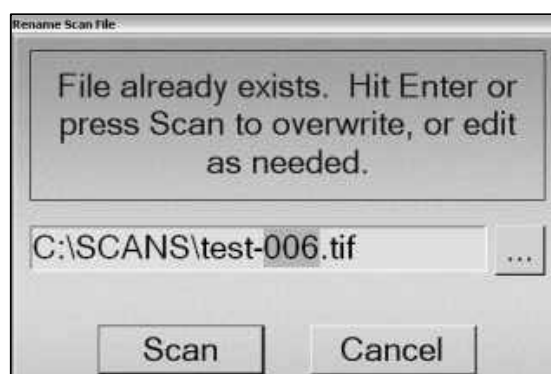 Rename Scan File
File already exists.  Hit Enter or
press Scan to overwrite, or edit
as needed.
C:\SCANS\test-006.tif
...
Scan
Cancel